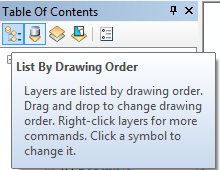 Table Of Contents
List By Drawing Order
Layers are listed by drawing order.
Drag and drop to change drawing
order. Right-click layers for more
commands. Click a symbol to
change it.